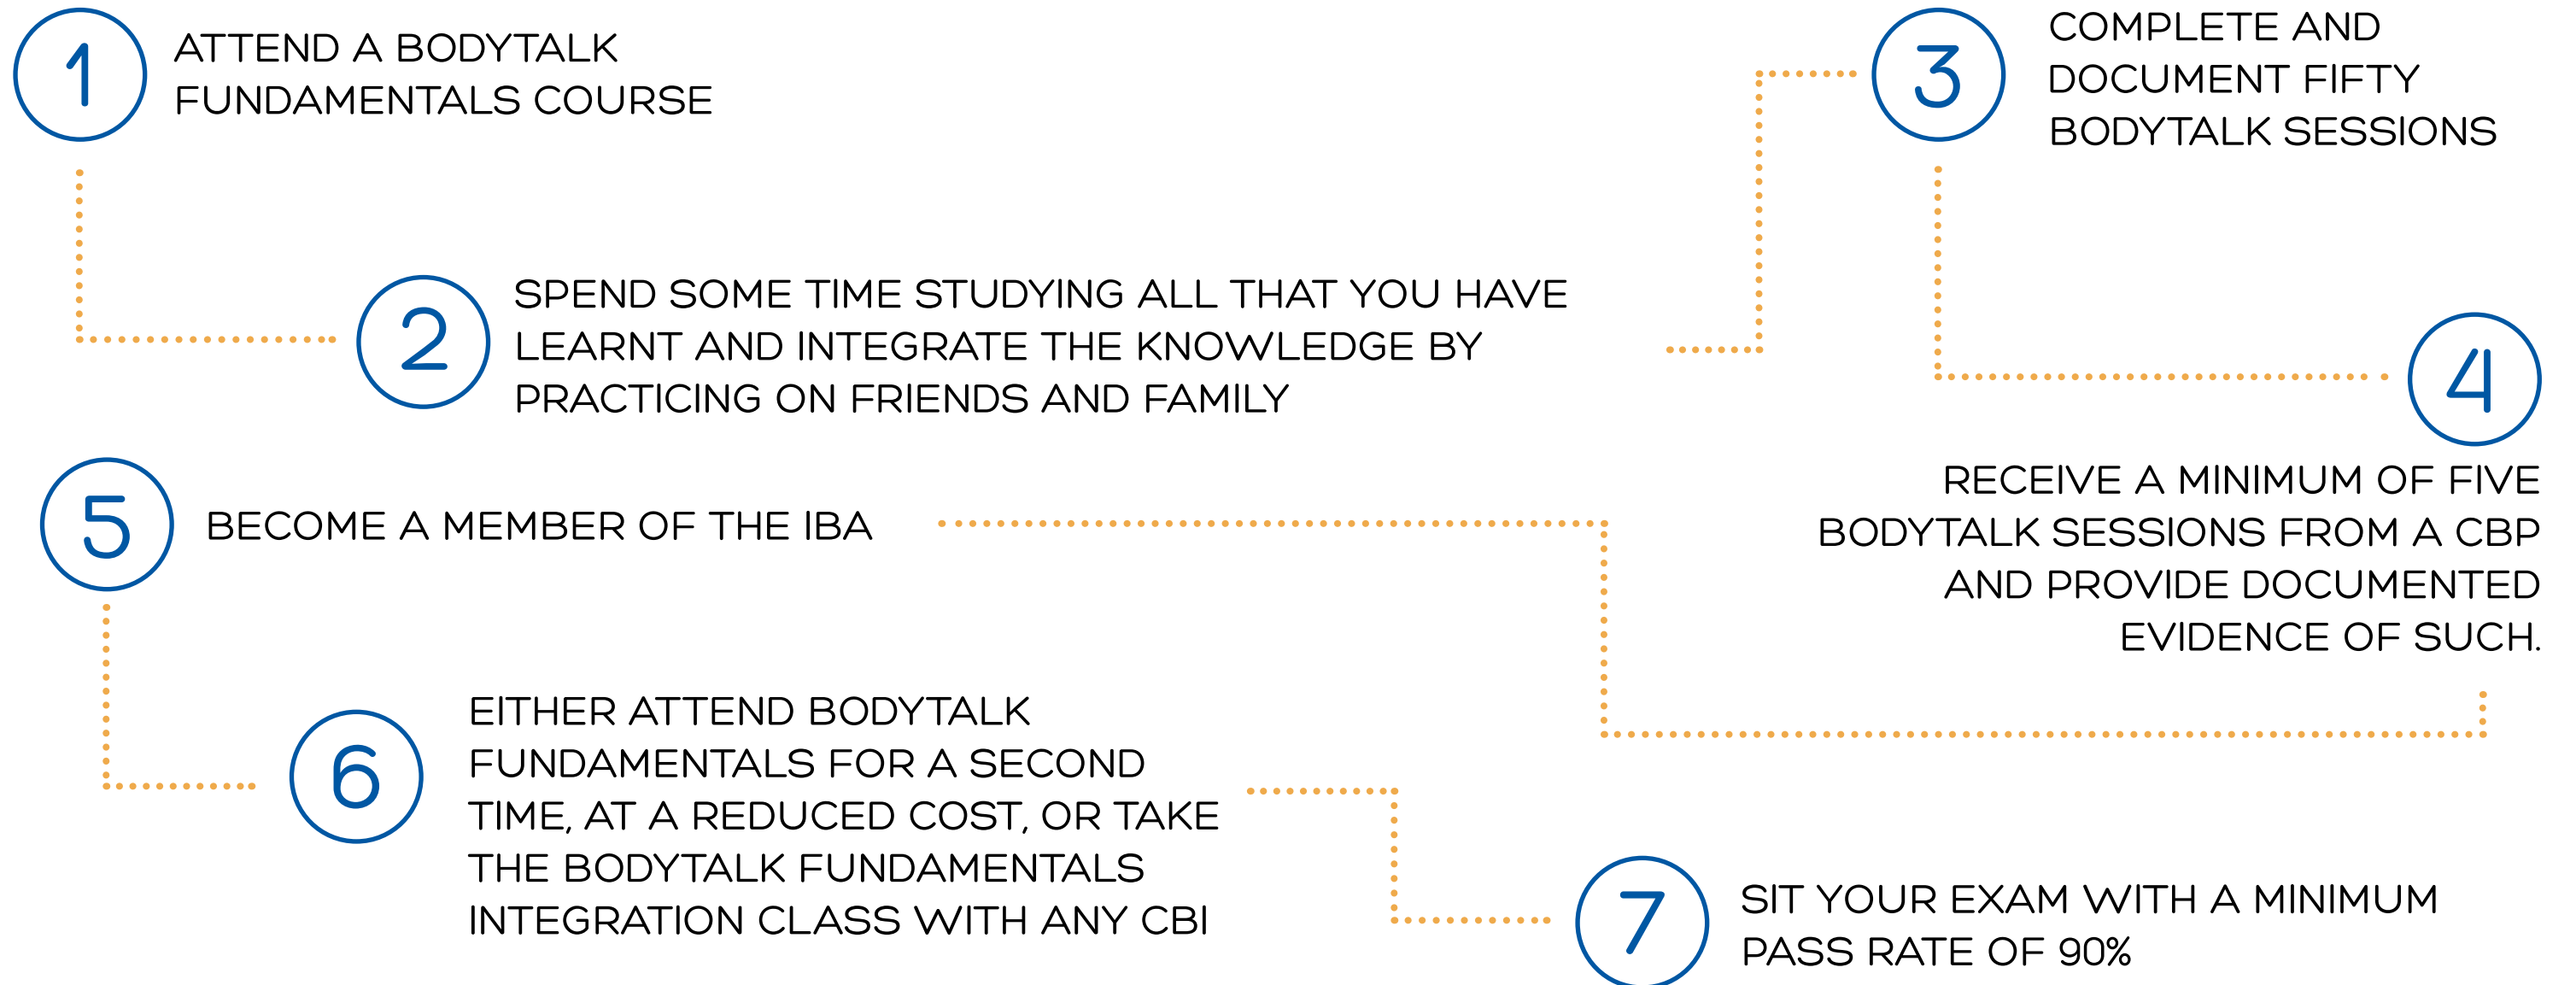 1
ATTEND A BODYTALK
FUNDAMENTALS COURSE
2
SPEND SOME TIME STUDYING ALL THAT YOU HAVE
LEARNT AND INTEGRATE THE KNOWLEDGE BY
PRACTICING ON FRIENDS AND FAMILY
3
COMPLETE AND
DOCUMENT FIFTY
BODYTALK SESSIONS
4
RECEIVE A MINIMUM OF FIVE
BODYTALK SESSIONS FROM A CBP
AND PROVIDE DOCUMENTED
EVIDENCE OF SUCH.
5
BECOME A MEMBER OF THE IBA
6
EITHER ATTEND BODYTALK
FUNDAMENTALS FOR A SECOND
TIME, AT A REDUCED COST, OR TAKE
THE BODYTALK FUNDAMENTALS
INTEGRATION CLASS WITH ANY CBI
7
SIT YOUR EXAM WITH A MINIMUM
PASS RATE OF 90%